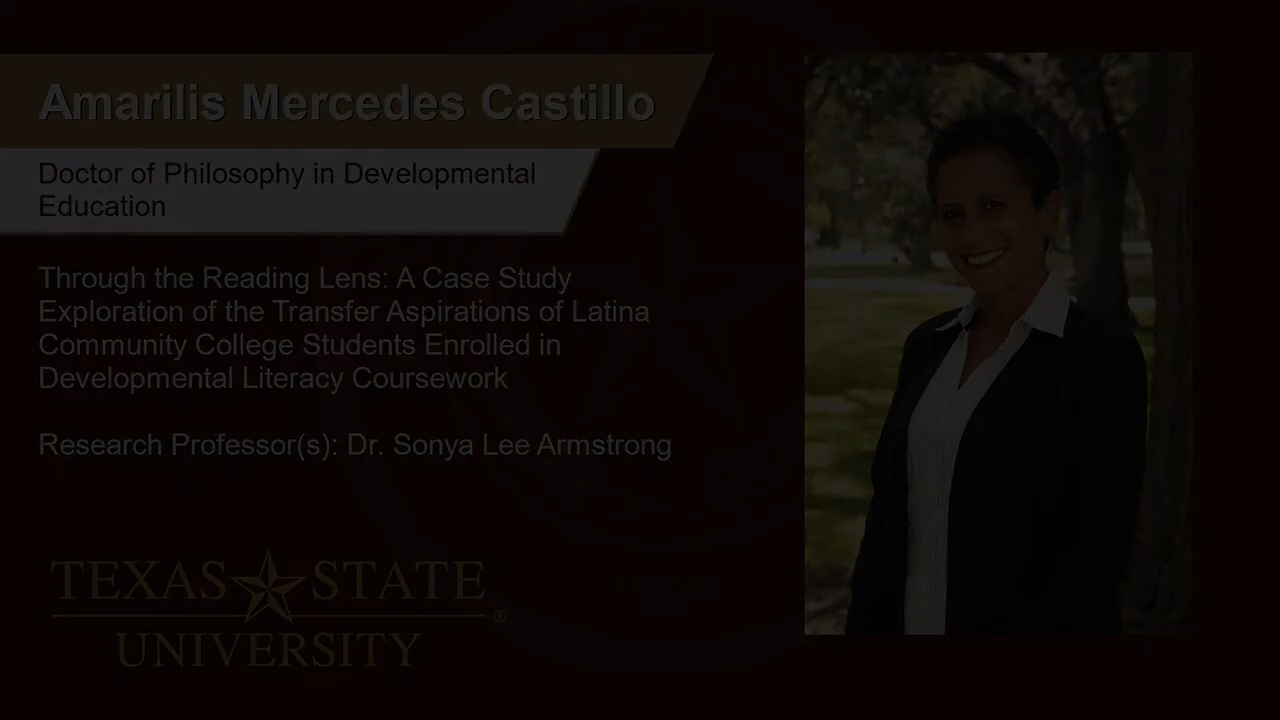 Amarilis Mercedes Castillo
Doctor of Philosophy in Developmental
Education
Through the Reading Lens: A Case Study
Exploration of the Transfer Aspirations of Latina
Community College Students Enrolled in
Developmental Literacy Coursework
Research Professor(s): Dr. Sonya Lee Armstrong
TEXAS STATE
®
UNIVERSITY